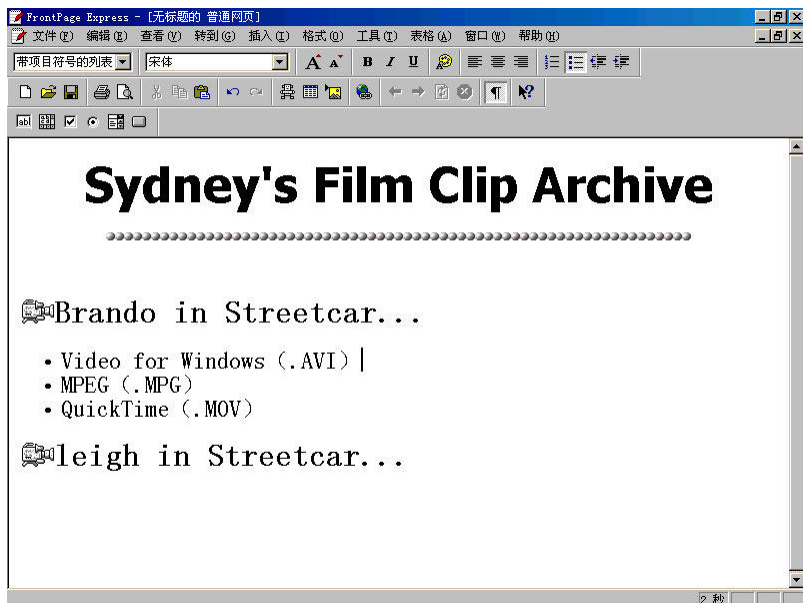 FrontPage Express - [无标题的 普通网页]
文件(F) 编辑(E) 查看(V) 转到(G) 插入(I) 格式(O) 工具(T) 表格(A) 窗口(W) 帮助(H)
带项目符号的列表 宋体 A A B I U
abl
Sydney's Film Clip Archive
Brando in Streetcar...
• Video for Windows (.AVI)
• MPEG (.MPG)
• QuickTime (.MOV)
leigh in Streetcar...
2 秒